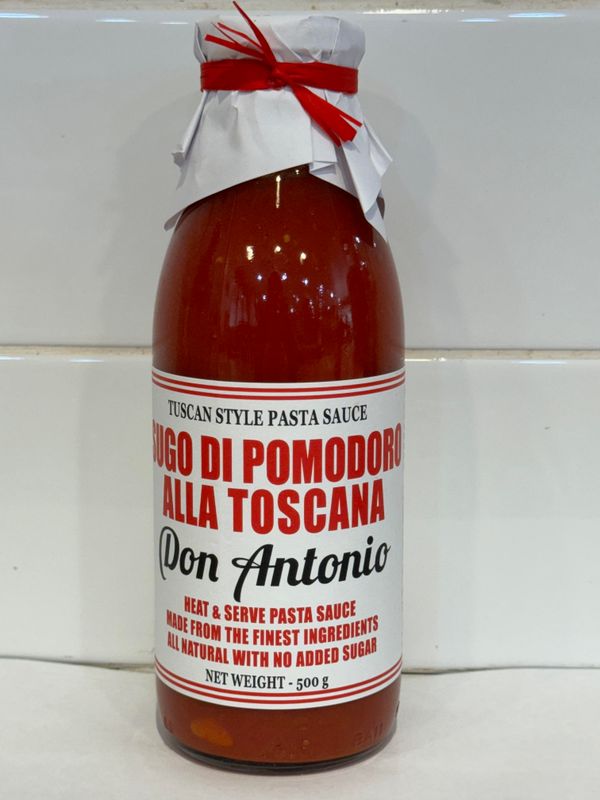 TUSCAN STYLE PASTA SAUCE
SUGO DI POMODORO
ALLA TOSCANA
Don Antonio
HEAT & SERVE PASTA SAUCE
MADE FROM THE FINEST INGREDIENTS
ALL NATURAL WITH NO ADDED SUGAR
NET WEIGHT - 500 g